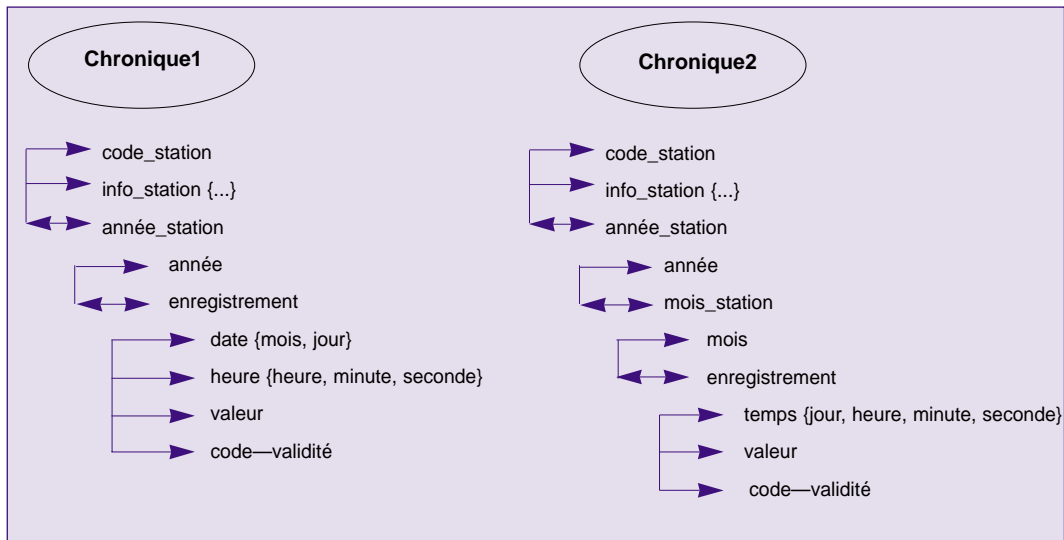 Chronique1
code_station
info_station {...}
année_station
année
enregistrement
date {mois, jour}
heure {heure, minute, seconde}
valeur
code—validité
Chronique2
code_station
info_station {...}
année_station
année
mois_station
mois
enregistrement
temps {jour, heure, minute, seconde}
valeur
code—validité